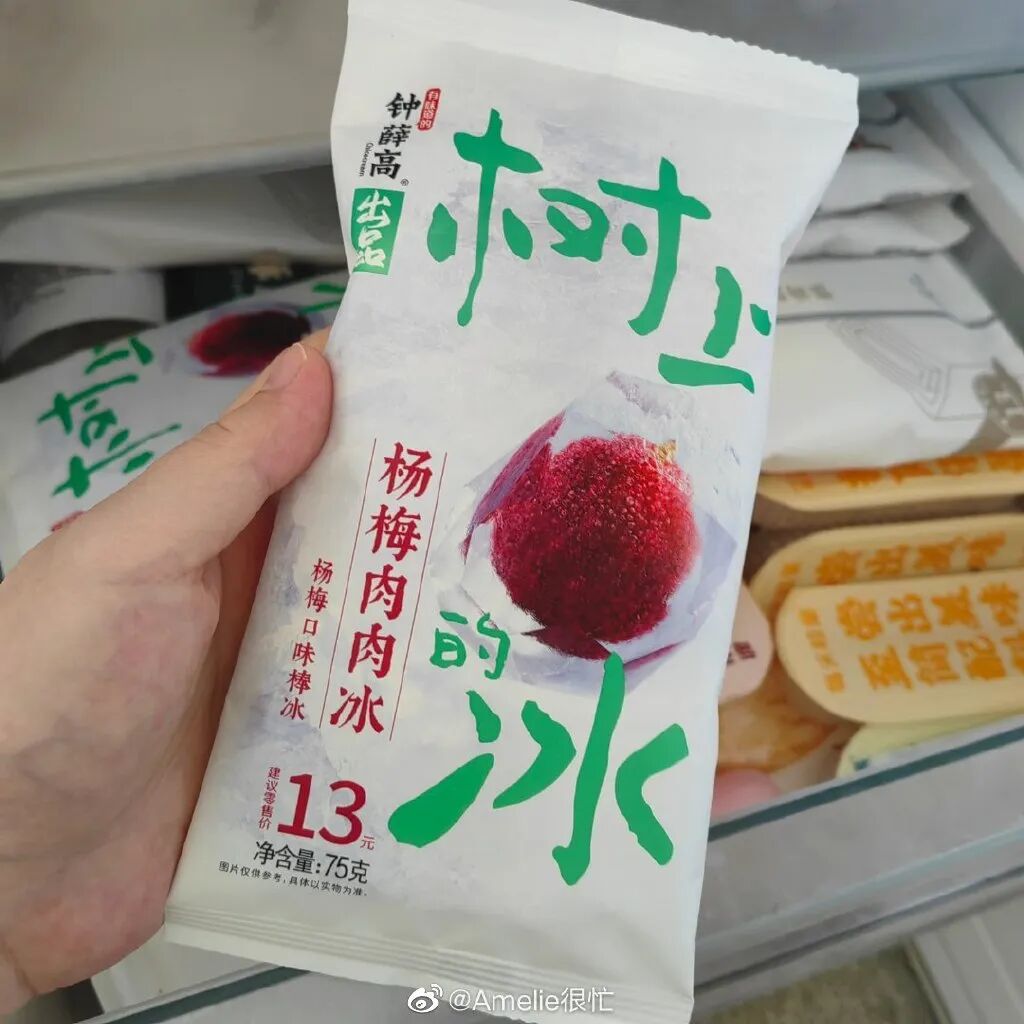 有味道的
钟薛高
Chicecream
®
出品
树上
的
冰
杨梅肉肉冰
杨梅口味棒冰
建议零售价
13元
净含量:75克
图片仅供参考,具体以实物为准.
@Amelie很忙